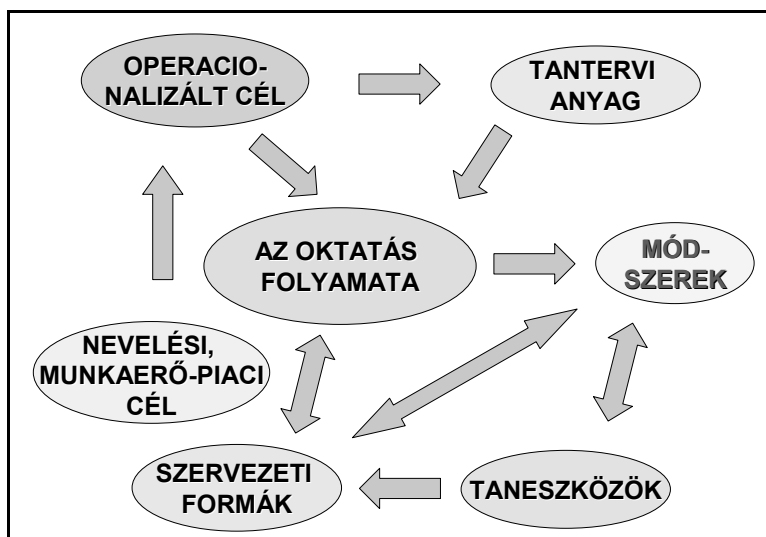 OPERACIO-
NALIZÁLT CÉL
TANTERVI
ANYAG
AZ OKTATÁS
FOLYAMATA
MÓD-
SZEREK
NEVELÉSI,
MUNKAERŐ-PIACI
CÉL
SZERVEZETI
FORMÁK
TANESZKÖZÖK